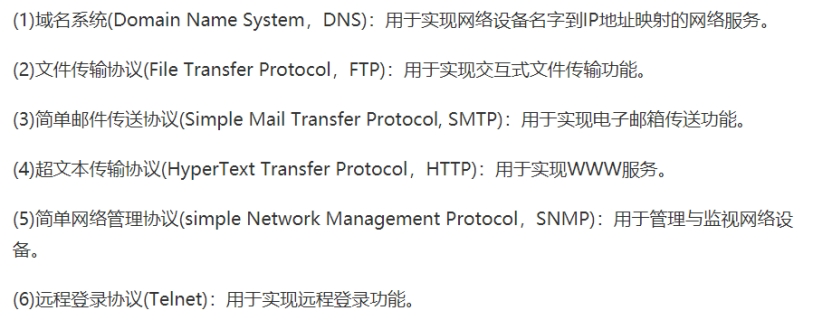 (1)域名系统(Domain Name System，DNS)：用于实现网络设备名字到IP地址映射的网络服务。
(2)文件传输协议(File Transfer Protocol，FTP)：用于实现交互式文件传输功能。
(3)简单邮件传送协议(Simple Mail Transfer Protocol, SMTP)：用于实现电子邮箱传送功能。
(4)超文本传输协议(HyperText Transfer Protocol，HTTP)：用于实现WWW服务。
(5)简单网络管理协议(simple Network Management Protocol，SNMP)：用于管理与监视网络设
备。
(6)远程登录协议(Telnet)：用于实现远程登录功能。